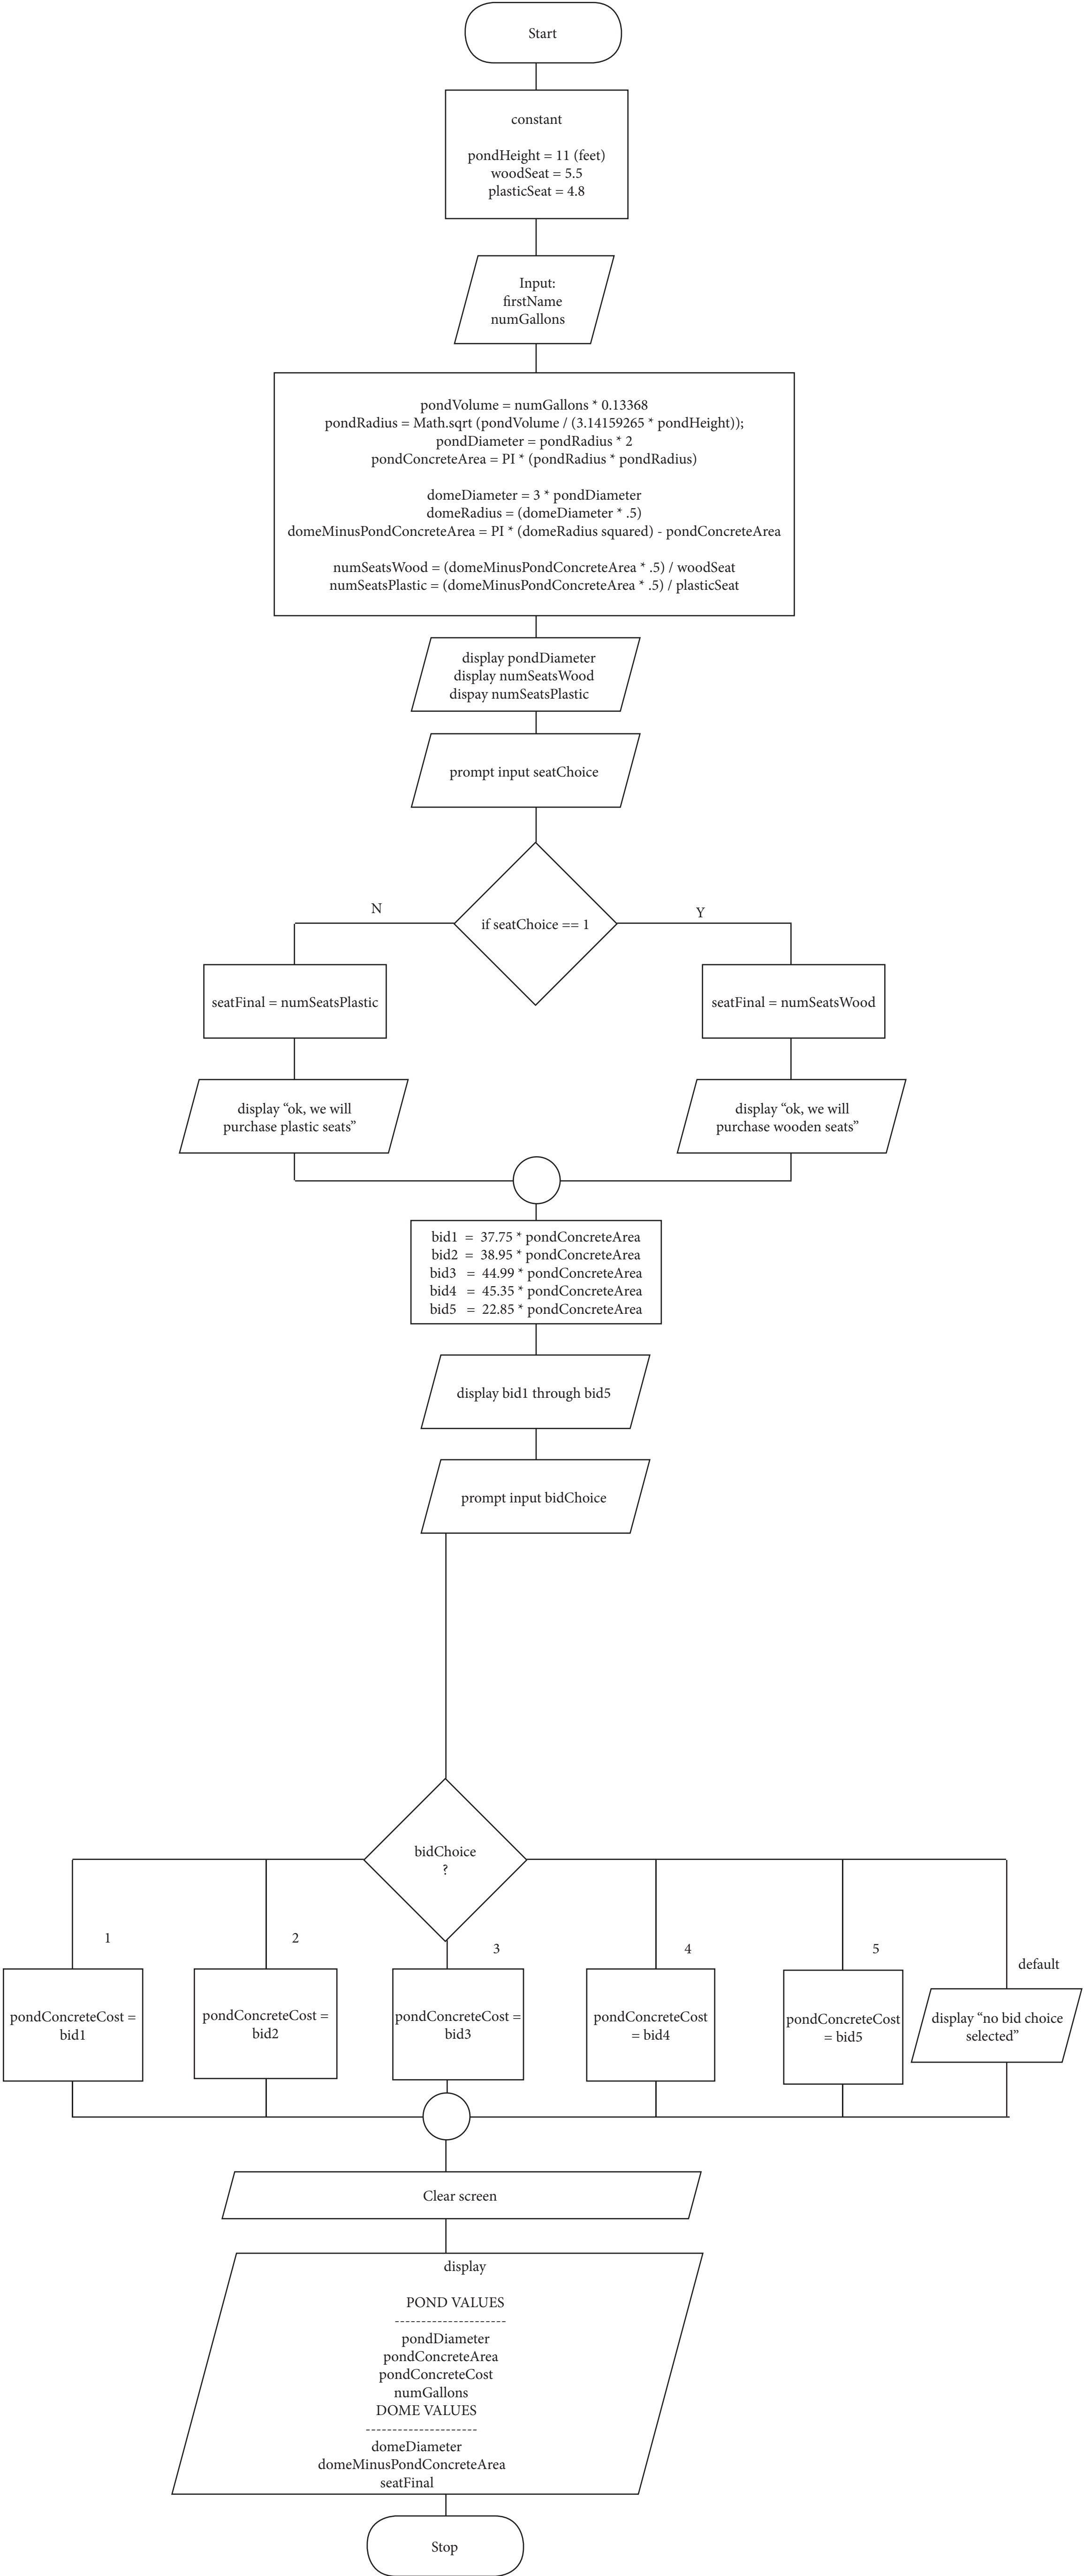 Start
constant
pondHeight = 11 (feet)
woodSeat = 5.5
plasticSeat = 4.8
Input:
firstName
numGallons
pondVolume = numGallons * 0.13368
pondRadius = Math.sqrt (pondVolume / (3.14159265 * pondHeight));
pondDiameter = pondRadius * 2
pondConcreteArea = PI * (pondRadius * pondRadius)
domeDiameter = 3 * pondDiameter
domeRadius = (domeDiameter * .5)
domeMinusPondConcreteArea = PI * (domeRadius squared) - pondConcreteArea
numSeatsWood = (domeMinusPondConcreteArea * .5) / woodSeat
numSeatsPlastic = (domeMinusPondConcreteArea * .5) / plasticSeat
display pondDiameter
display numSeatsWood
dispay numSeatsPlastic
prompt input seatChoice
if seatChoice == 1
N
Y
seatFinal = numSeatsPlastic
seatFinal = numSeatsWood
display “ok, we will
purchase plastic seats”
display “ok, we will
purchase wooden seats”
bid1 = 37.75 * pondConcreteArea
bid2 = 38.95 * pondConcreteArea
bid3 = 44.99 * pondConcreteArea
bid4 = 45.35 * pondConcreteArea
bid5 = 22.85 * pondConcreteArea
display bid1 through bid5
prompt input bidChoice
bidChoice
?
1
2
3
4
5
default
pondConcreteCost =
bid1
pondConcreteCost =
bid2
pondConcreteCost =
bid3
pondConcreteCost
= bid4
pondConcreteCost
= bid5
display “no bid choice
selected”
Clear screen
display
POND VALUES
---------------------
pondDiameter
pondConcreteArea
pondConcreteCost
numGallons
DOME VALUES
---------------------
domeDiameter
domeMinusPondConcreteArea
seatFinal
Stop